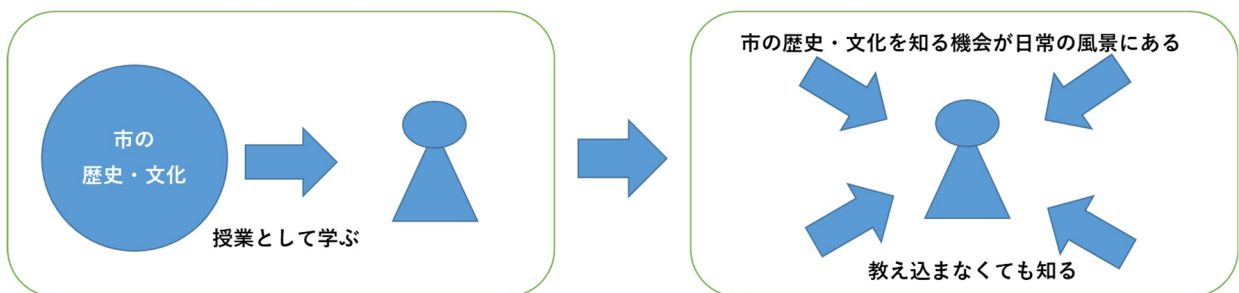 市の
歴史・文化
授業として学ぶ
市の歴史・文化を知る機会が日常の風景にある
教え込まなくても知る